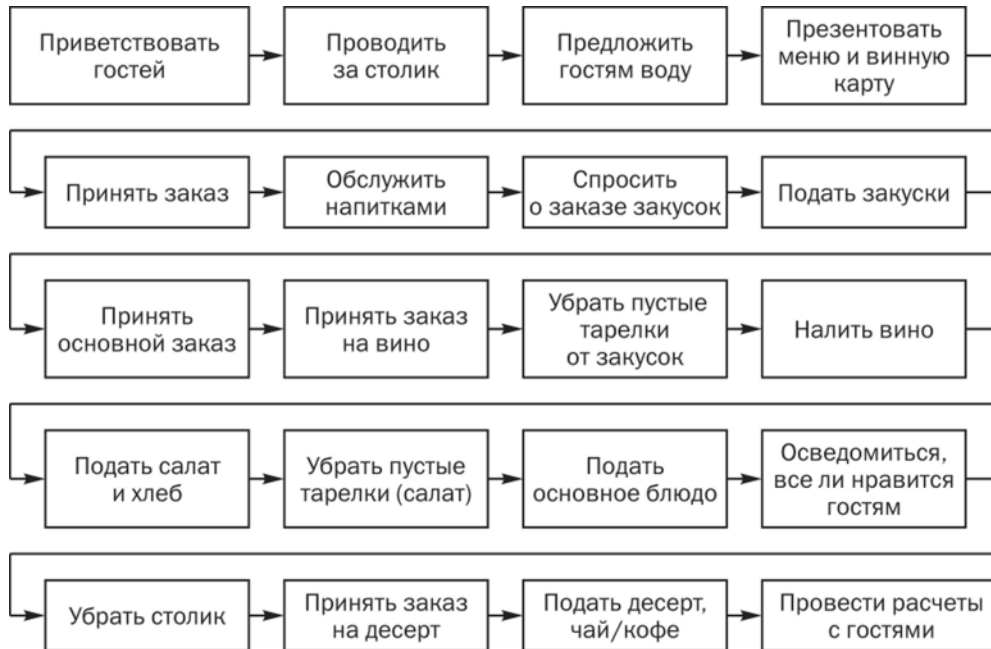 Приветствовать
гостей
Проводить
за столик
Предложить
гостям воду
Презентовать
меню и винную
карту
Принять заказ
Обслужить
напитками
Спросить
о заказе закусок
Подать закуски
Принять
основной заказ
Принять заказ
на вино
Убрать пустые
тарелки
от закусок
Налить вино
Подать салат
и хлеб
Убрать пустые
тарелки (салат)
Подать
основное блюдо
Осведомиться,
все ли нравится
гостям
Убрать столик
Принять заказ
на десерт
Подать десерт,
чай/кофе
Провести расчеты
с гостями